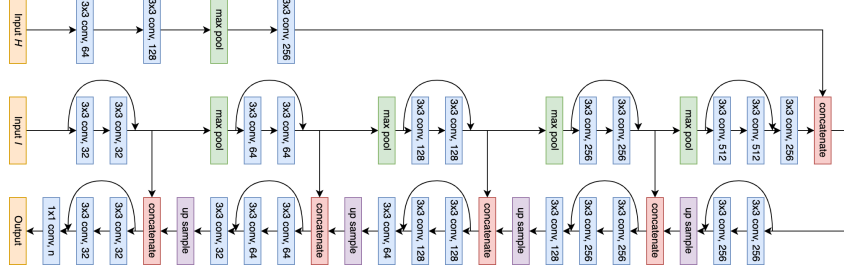 Input H
3x3 conv, 64
3x3 conv, 128
max pool
3x3 conv, 256
Input I
3x3 conv, 32
3x3 conv, 32
max pool
3x3 conv, 64
3x3 conv, 64
max pool
3x3 conv, 128
3x3 conv, 128
max pool
3x3 conv, 256
3x3 conv, 256
max pool
3x3 conv, 512
3x3 conv, 512
3x3 conv, 256
concatenate
Output
1x1 conv, n
3x3 conv, 32
3x3 conv, 32
concatenate
up sample
3x3 conv, 32
3x3 conv, 64
3x3 conv, 64
concatenate
up sample
3x3 conv, 64
3x3 conv, 128
3x3 conv, 128
concatenate
up sample
3x3 conv, 128
3x3 conv, 256
3x3 conv, 256
concatenate
up sample
3x3 conv, 256
3x3 conv, 256